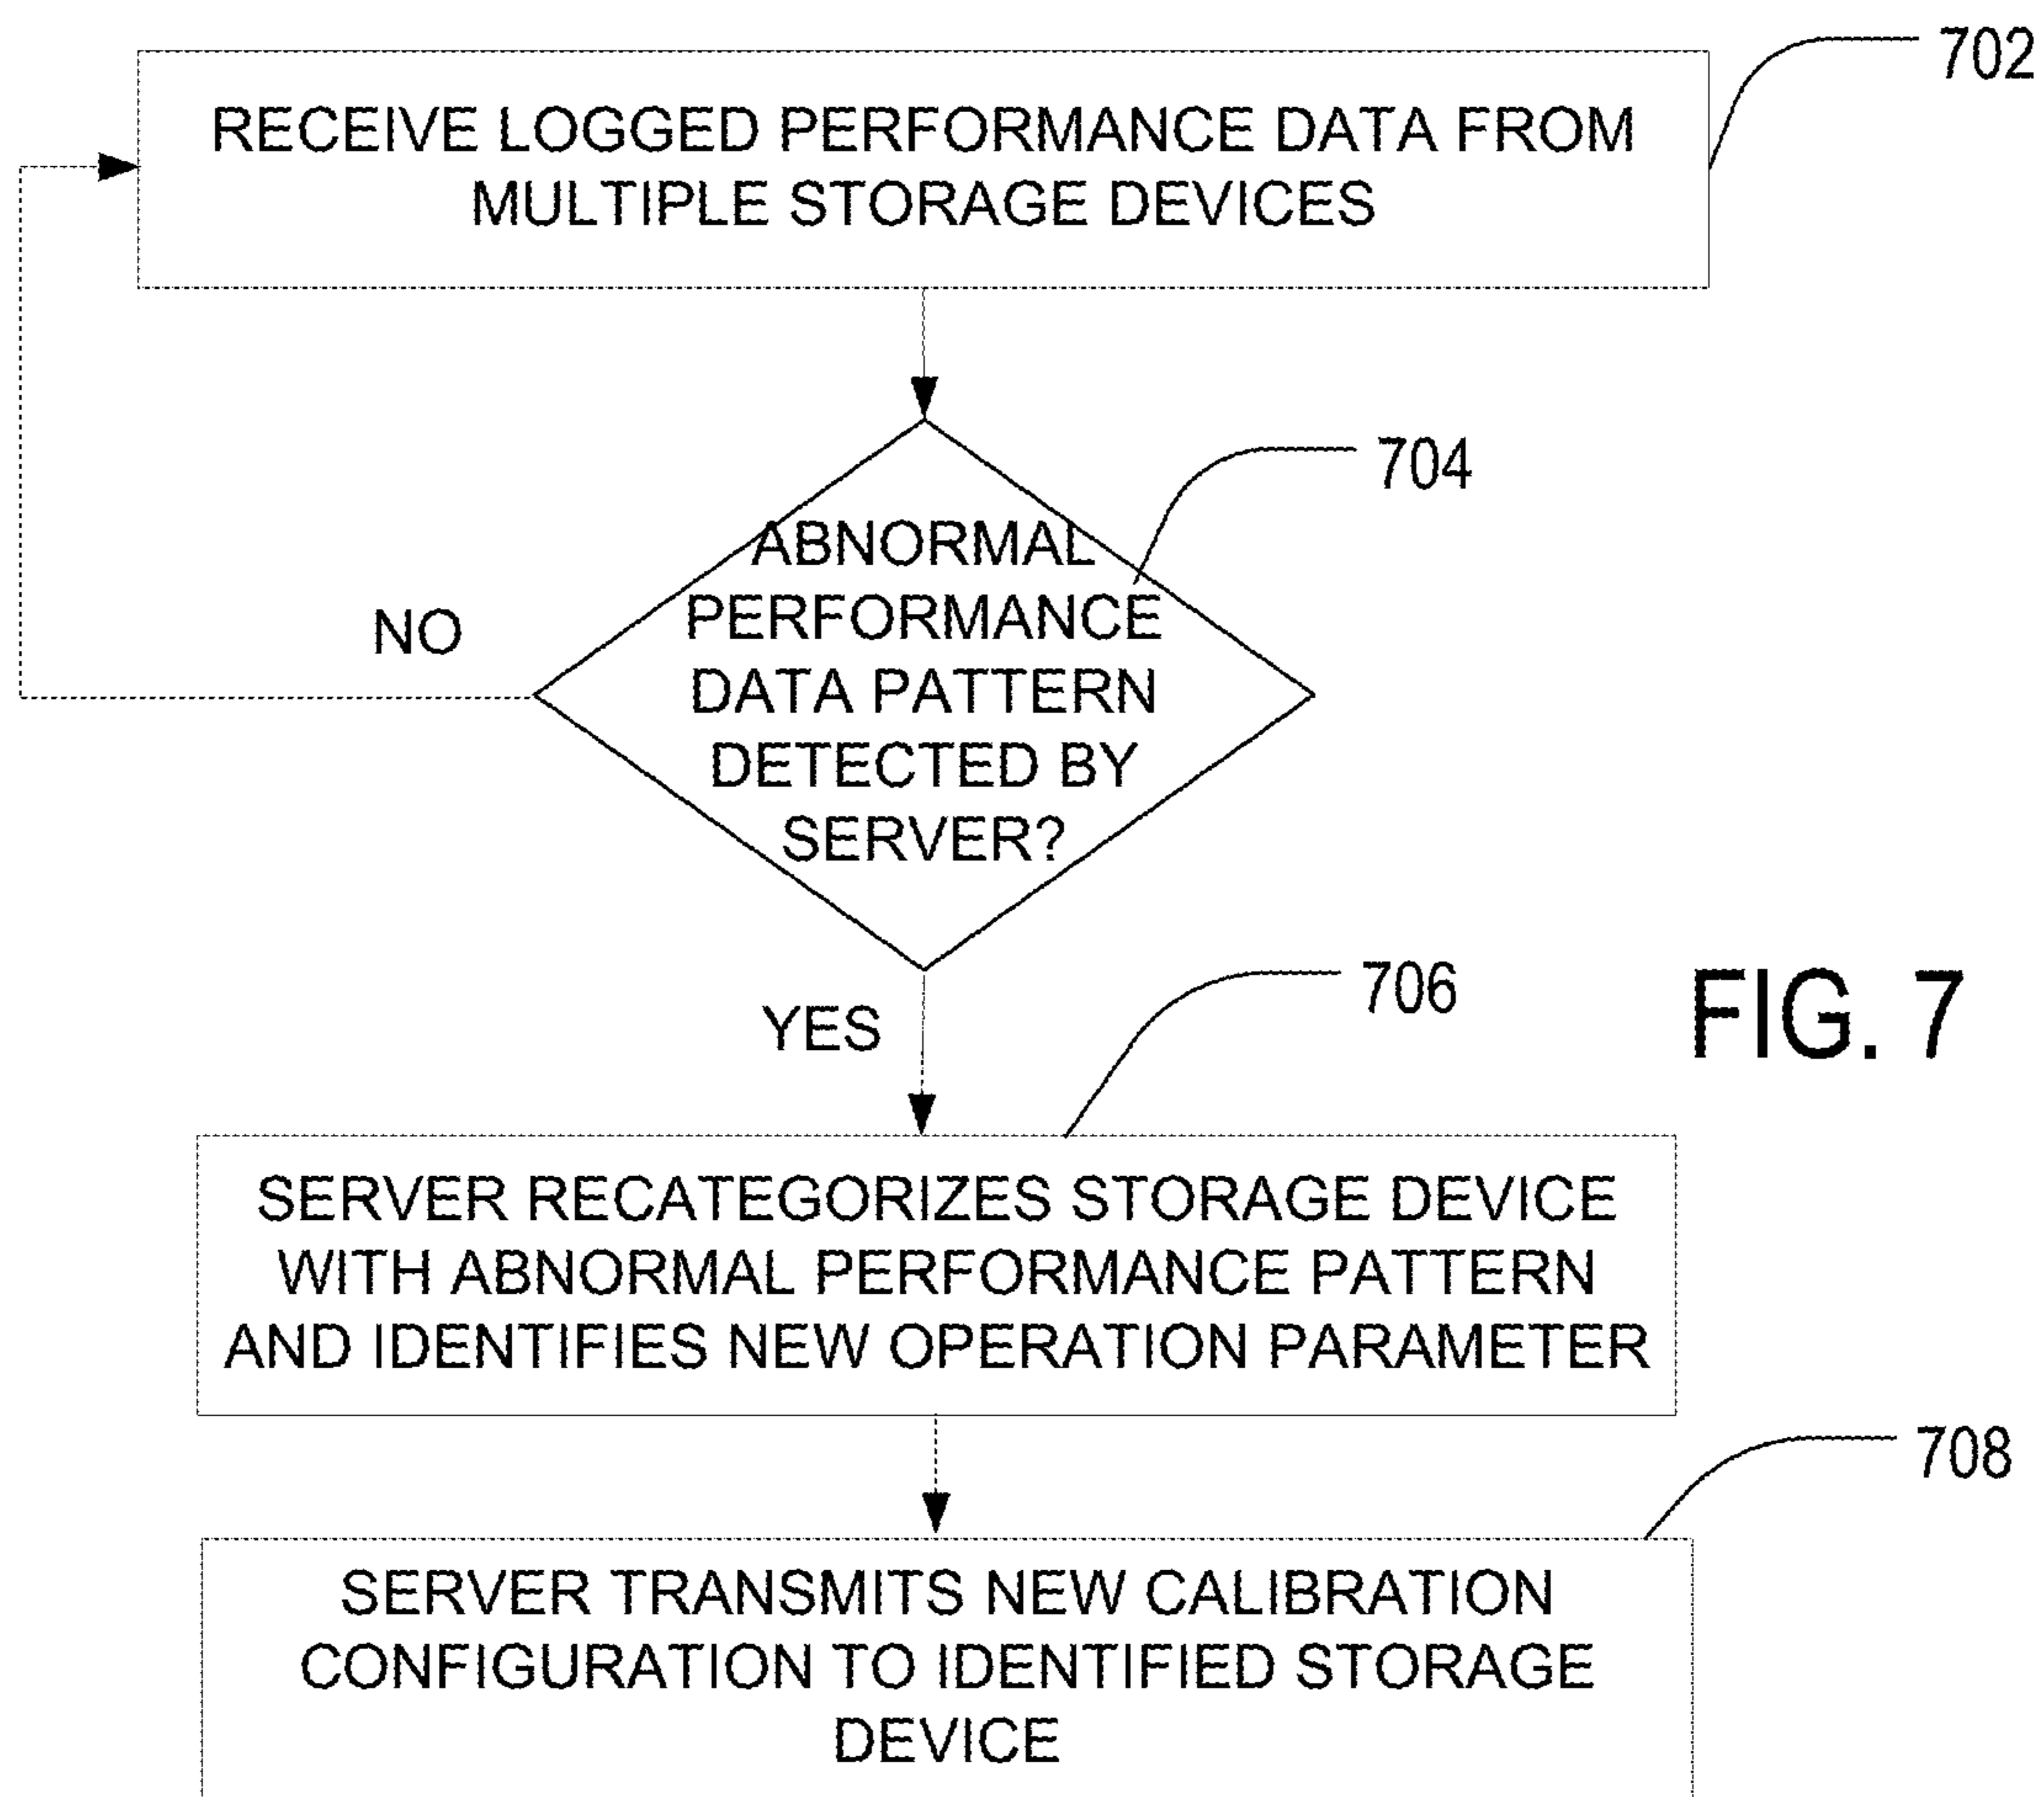 702
RECEIVE LOGGED PERFORMANCE DATA FROM
MULTIPLE STORAGE DEVICES
704
ABNORMAL
PERFORMANCE
DATA PATTERN
DETECTED BY
SERVER?
NO
YES
706
FIG. 7
SERVER RECATEGORIZES STORAGE DEVICE
WITH ABNORMAL PERFORMANCE PATTERN
AND IDENTIFIES NEW OPERATION PARAMETER
708
SERVER TRANSMITS NEW CALIBRATION
CONFIGURATION TO IDENTIFIED STORAGE
DEVICE